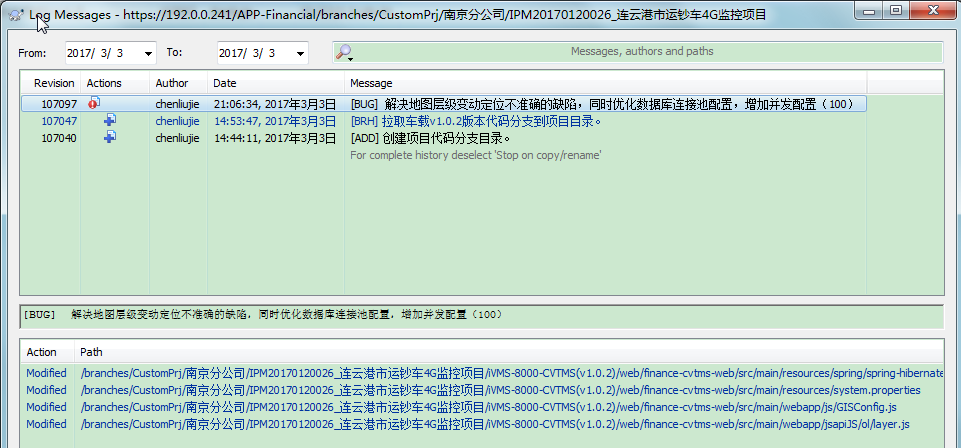 Log Messages - https://192.0.0.241/APP-Financial/branches/CustomPrj/南京分公司/IPM20170120026_连云港市运钞车4G监控项目
From: 2017/ 3/ 3 To: 2017/ 3/ 3 Messages, authors and paths
Revision Actions Author Date Message
107097 chenliujie 21:06:34, 2017年3月3日 [BUG] 解决地图层级变动定位不准确的缺陷，同时优化数据库连接池配置，增加并发配置（100）
107047 chenliujie 14:53:47, 2017年3月3日 [BRH] 拉取车载v1.0.2版本代码分支到项目目录。
107040 chenliujie 14:44:11, 2017年3月3日 [ADD] 创建项目代码分支目录。
For complete history deselect 'Stop on copy/rename'
[BUG] 解决地图层级变动定位不准确的缺陷，同时优化数据库连接池配置，增加并发配置（100）
Action Path
Modified /branches/CustomPrj/南京分公司/IPM20170120026_连云港市运钞车4G监控项目/iVMS-8000-CVTMS(v1.0.2)/web/finance-cvtms-web/src/main/resources/spring/spring-hibernate
Modified /branches/CustomPrj/南京分公司/IPM20170120026_连云港市运钞车4G监控项目/iVMS-8000-CVTMS(v1.0.2)/web/finance-cvtms-web/src/main/resources/system.properties
Modified /branches/CustomPrj/南京分公司/IPM20170120026_连云港市运钞车4G监控项目/iVMS-8000-CVTMS(v1.0.2)/web/finance-cvtms-web/src/main/webapp/js/GISConfig.js
Modified /branches/CustomPrj/南京分公司/IPM20170120026_连云港市运钞车4G监控项目/iVMS-8000-CVTMS(v1.0.2)/web/finance-cvtms-web/src/main/webapp/jsapiJS/ol/layer.js